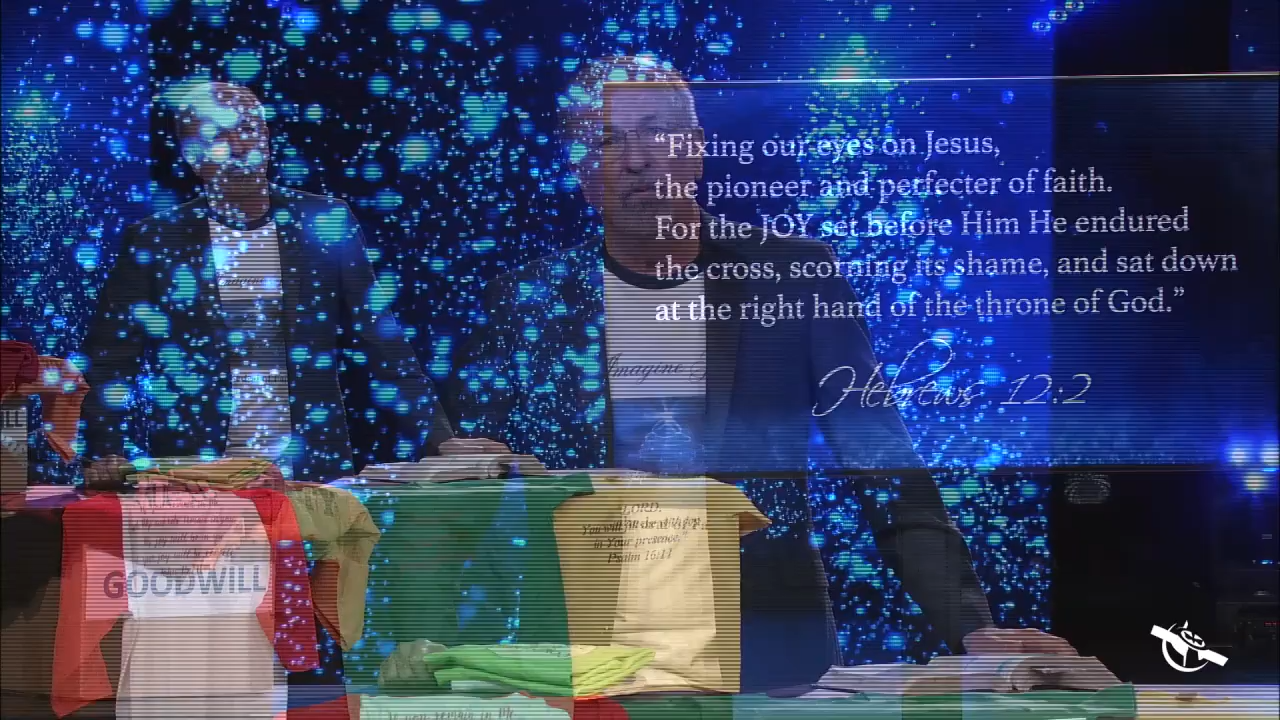 “Fixing our eyes on Jesus,
the pioneer and perfecter of faith.
For the JOY set before Him He endured
the cross, scorning its shame, and sat down
at the right hand of the throne of God.”
Hebrews 12:2
Imagine
LORD.
in Your presence,"
Psalm 16:11
GOODWILL